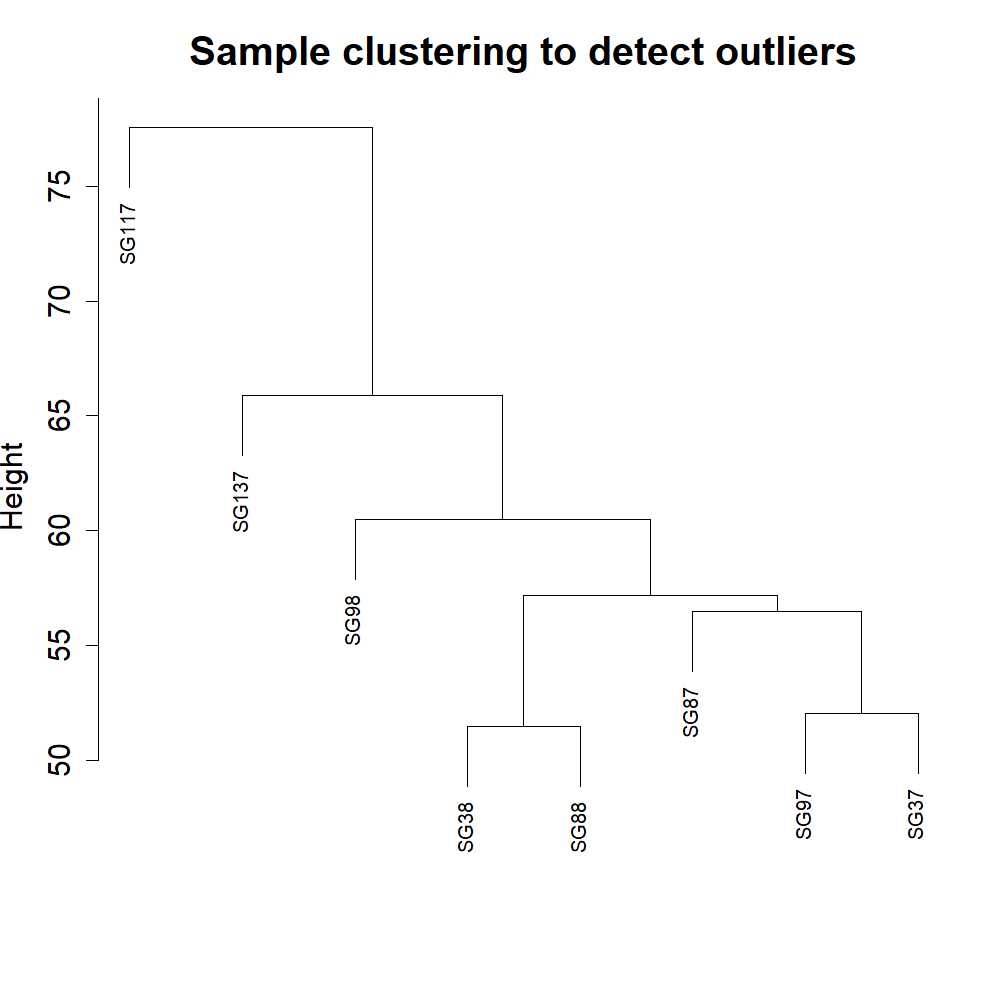 Sample clustering to detect outliers
Height
75
70
65
60
55
50
SG117
SG137
SG98
SG38
SG88
SG87
SG97
SG37